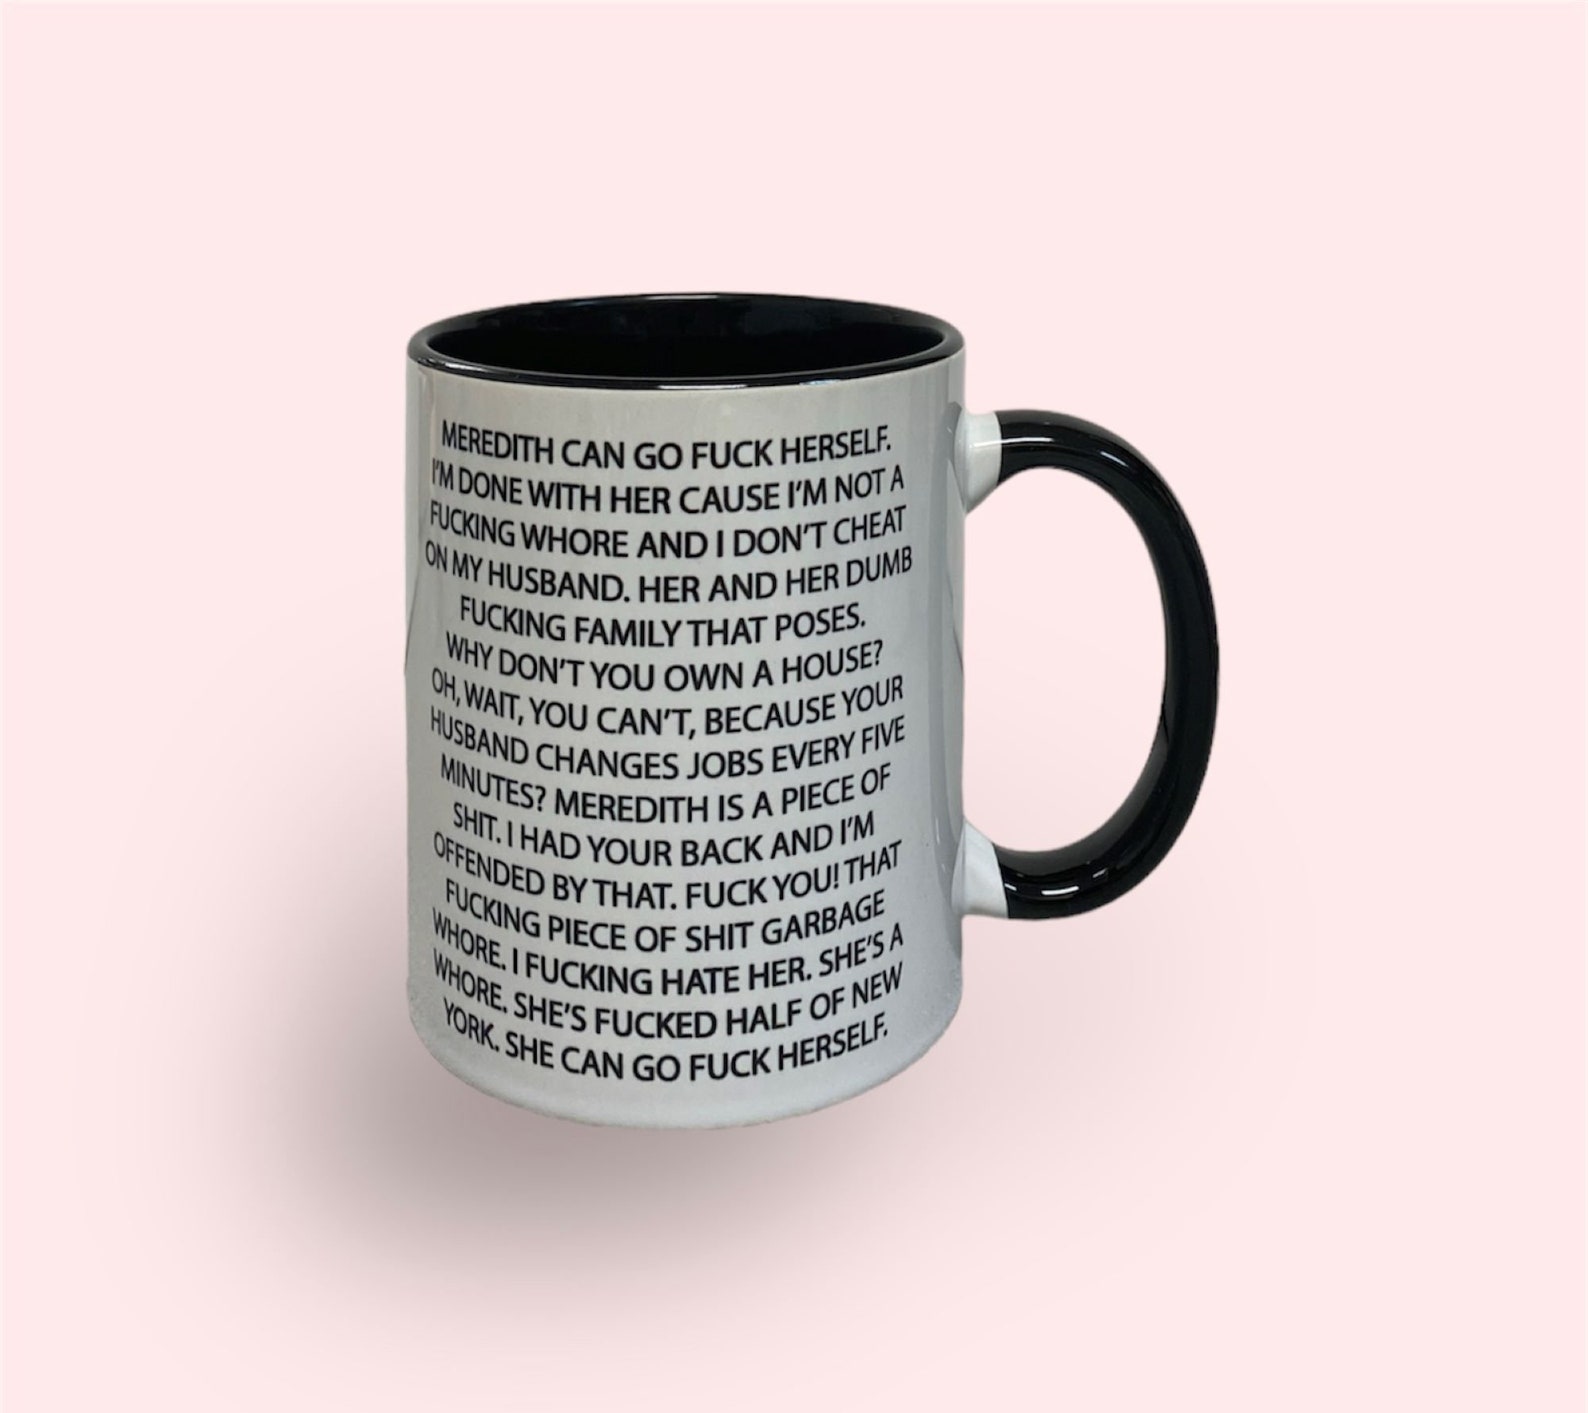 MEREDITH CAN GO FUCK HERSELF.
I'M DONE WITH HER CAUSE I'M NOT A
FUCKING WHORE AND I DON'T CHEAT
ON MY HUSBAND. HER AND HER DUMB
FUCKING FAMILY THAT POSES.
WHY DON'T YOU OWN A HOUSE?
OH, WAIT, YOU CAN'T, BECAUSE YOUR
HUSBAND CHANGES JOBS EVERY FIVE
MINUTES? MEREDITH IS A PIECE OF
SHIT. I HAD YOUR BACK AND I'M
OFFENDED BY THAT. FUCK YOU! THAT
FUCKING PIECE OF SHIT GARBAGE
WHORE. I FUCKING HATE HER. SHE'S A
WHORE. SHE'S FUCKED HALF OF NEW
YORK. SHE CAN GO FUCK HERSELF.